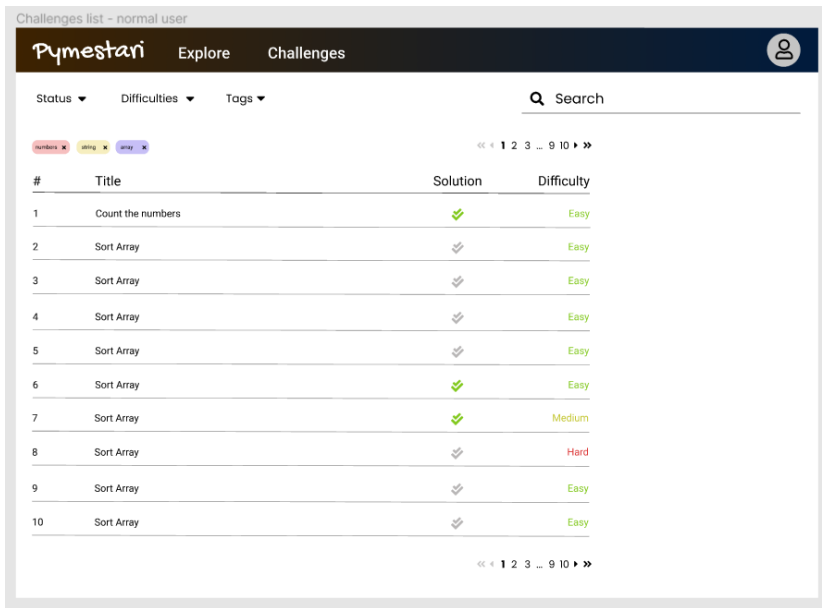 Challenges list - normal user
Pymestari Explore Challenges
Status Difficulties Tags Search
numbers x string x array x
1 2 3 ... 9 10
# Title Solution Difficulty
1 Count the numbers Easy
2 Sort Array Easy
3 Sort Array Easy
4 Sort Array Easy
5 Sort Array Easy
6 Sort Array Easy
7 Sort Array Medium
8 Sort Array Hard
9 Sort Array Easy
10 Sort Array Easy
1 2 3 ... 9 10